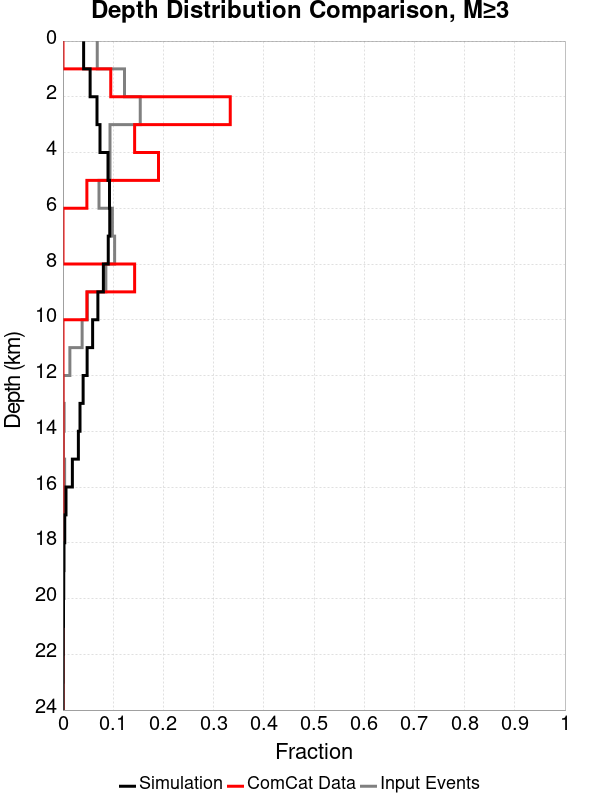 Depth Distribution Comparison, M≥3
0
2
4
6
8
10
12
14
16
18
20
22
24
Depth (km)
0 0.1 0.2 0.3 0.4 0.5 0.6 0.7 0.8 0.9 1
Fraction
Simulation ComCat Data Input Events